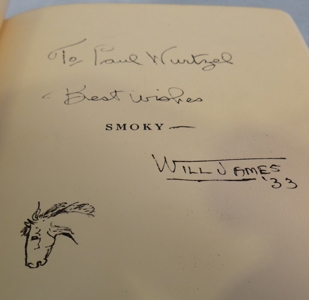 To Paul Wurtzel
Best Wishes
SMOKY—
WILL JAMES
'33